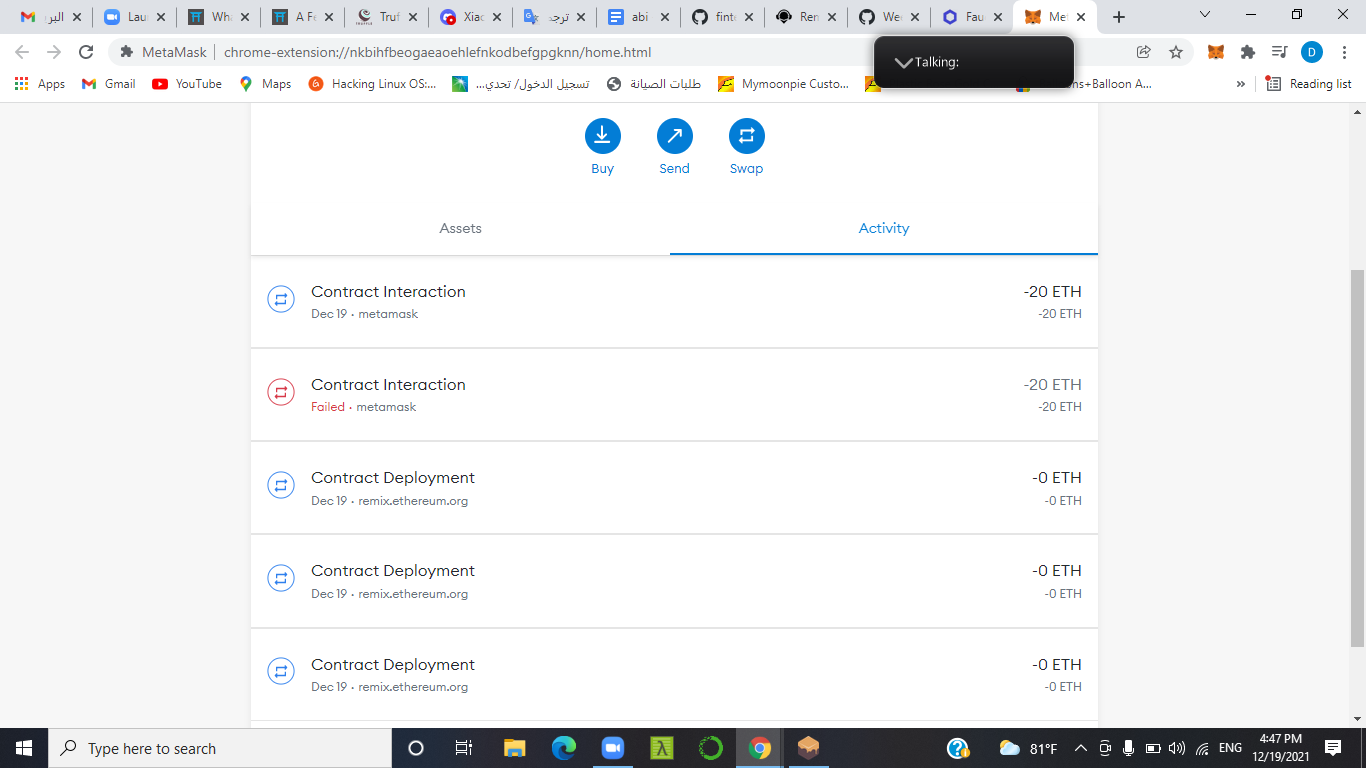 البر
Lau
Wha
A Fe
Truf
Xiac
ترجه
abi
fint
Ren
We
Fau
Met
MetaMask
chrome-extension://nkbihfbeogaeaoehlefnkodbefgpgknn/home.html
D
Talking:
Apps
Gmail
YouTube
Maps
Hacking Linux OS:...
تسجيل الدخول/ تحدي...
طلبات الصيانة
Mymoonpie Custo...
ns+Balloon A...
»
Reading list
Buy
Send
Swap
Assets
Activity
Contract Interaction
-20 ETH
Dec 19 · metamask
-20 ETH
Contract Interaction
-20 ETH
Failed · metamask
-20 ETH
Contract Deployment
-0 ETH
Dec 19 · remix.ethereum.org
-0 ETH
Contract Deployment
-0 ETH
Dec 19 · remix.ethereum.org
-0 ETH
Contract Deployment
-0 ETH
Dec 19 · remix.ethereum.org
-0 ETH
Type here to search
81°F
ENG
4:47 PM
12/19/2021